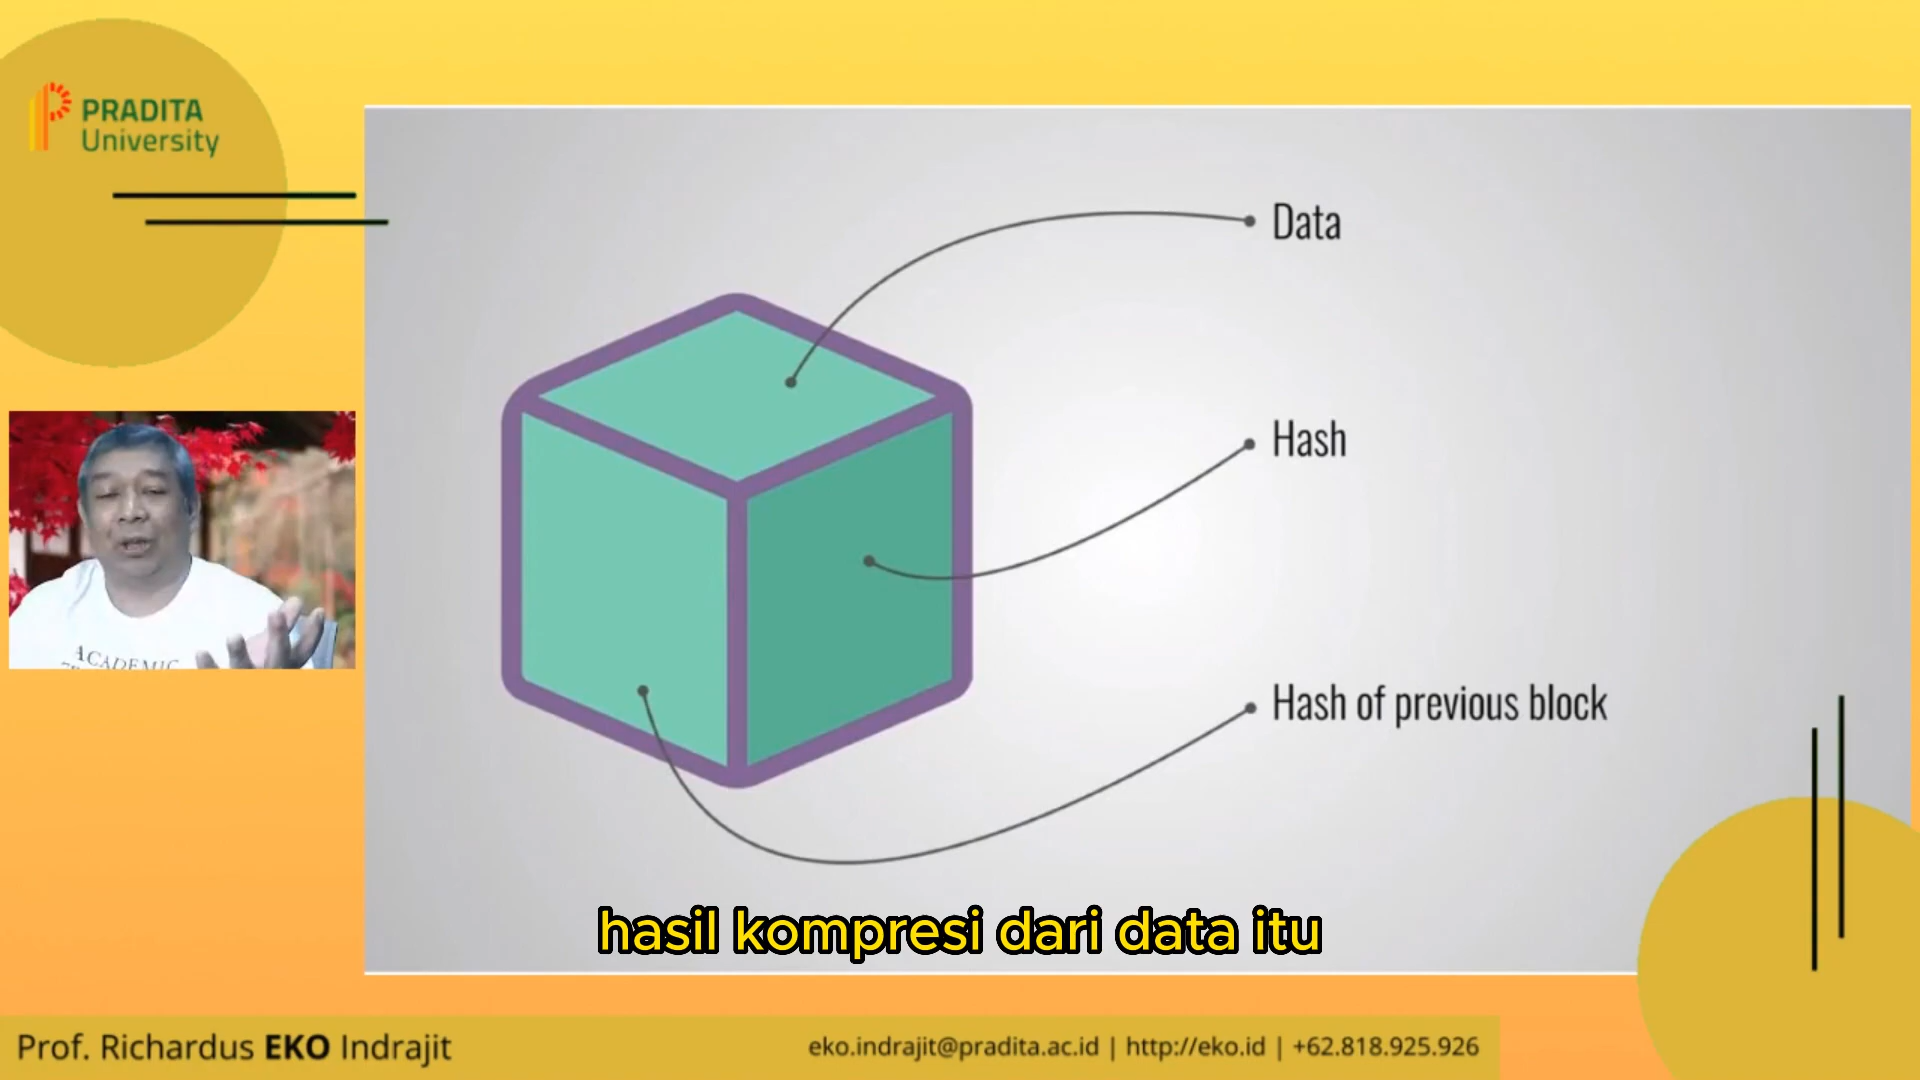 PRADITA
University
Data
Hash
Hash of previous block
ACADEMIC
hasil kompresi dari data itu
Prof. Richardus EKO Indrajit
eko.indrajit@pradita.ac.id | http://eko.id | +62.818.925.926